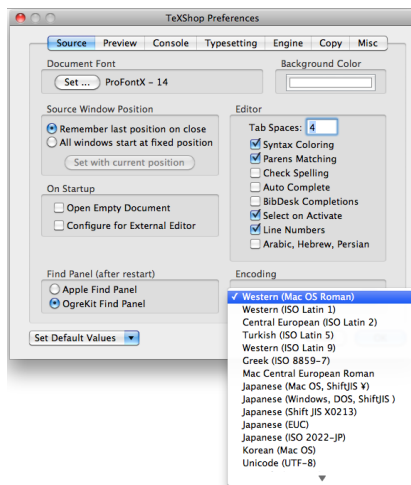 TeXShop Preferences
Source Preview Console Typesetting Engine Copy Misc
Document Font
Set ... ProFontX – 14
Background Color
Source Window Position
Remember last position on close
All windows start at fixed position
Set with current position
On Startup
Open Empty Document
Configure for External Editor
Find Panel (after restart)
Apple Find Panel
OgreKit Find Panel
Editor
Tab Spaces: 4
Syntax Coloring
Parens Matching
Check Spelling
Auto Complete
BibDesk Completions
Select on Activate
Line Numbers
Arabic, Hebrew, Persian
Encoding
Western (Mac OS Roman)
Western (ISO Latin 1)
Central European (ISO Latin 2)
Turkish (ISO Latin 5)
Western (ISO Latin 9)
Greek (ISO 8859-7)
Mac Central European Roman
Japanese (Mac OS, ShiftJIS ¥)
Japanese (Windows, DOS, ShiftJIS )
Japanese (Shift JIS X0213)
Japanese (EUC)
Japanese (ISO 2022-JP)
Korean (Mac OS)
Unicode (UTF-8)
Set Default Values